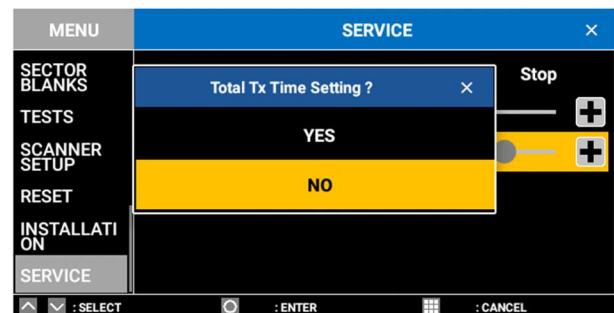 MENU
SERVICE
×
SECTOR
BLANKS
TESTS
SCANNER
SETUP
RESET
INSTALLATI
ON
SERVICE
Stop
Total Tx Time Setting ?
×
YES
NO
: SELECT
: ENTER
: CANCEL